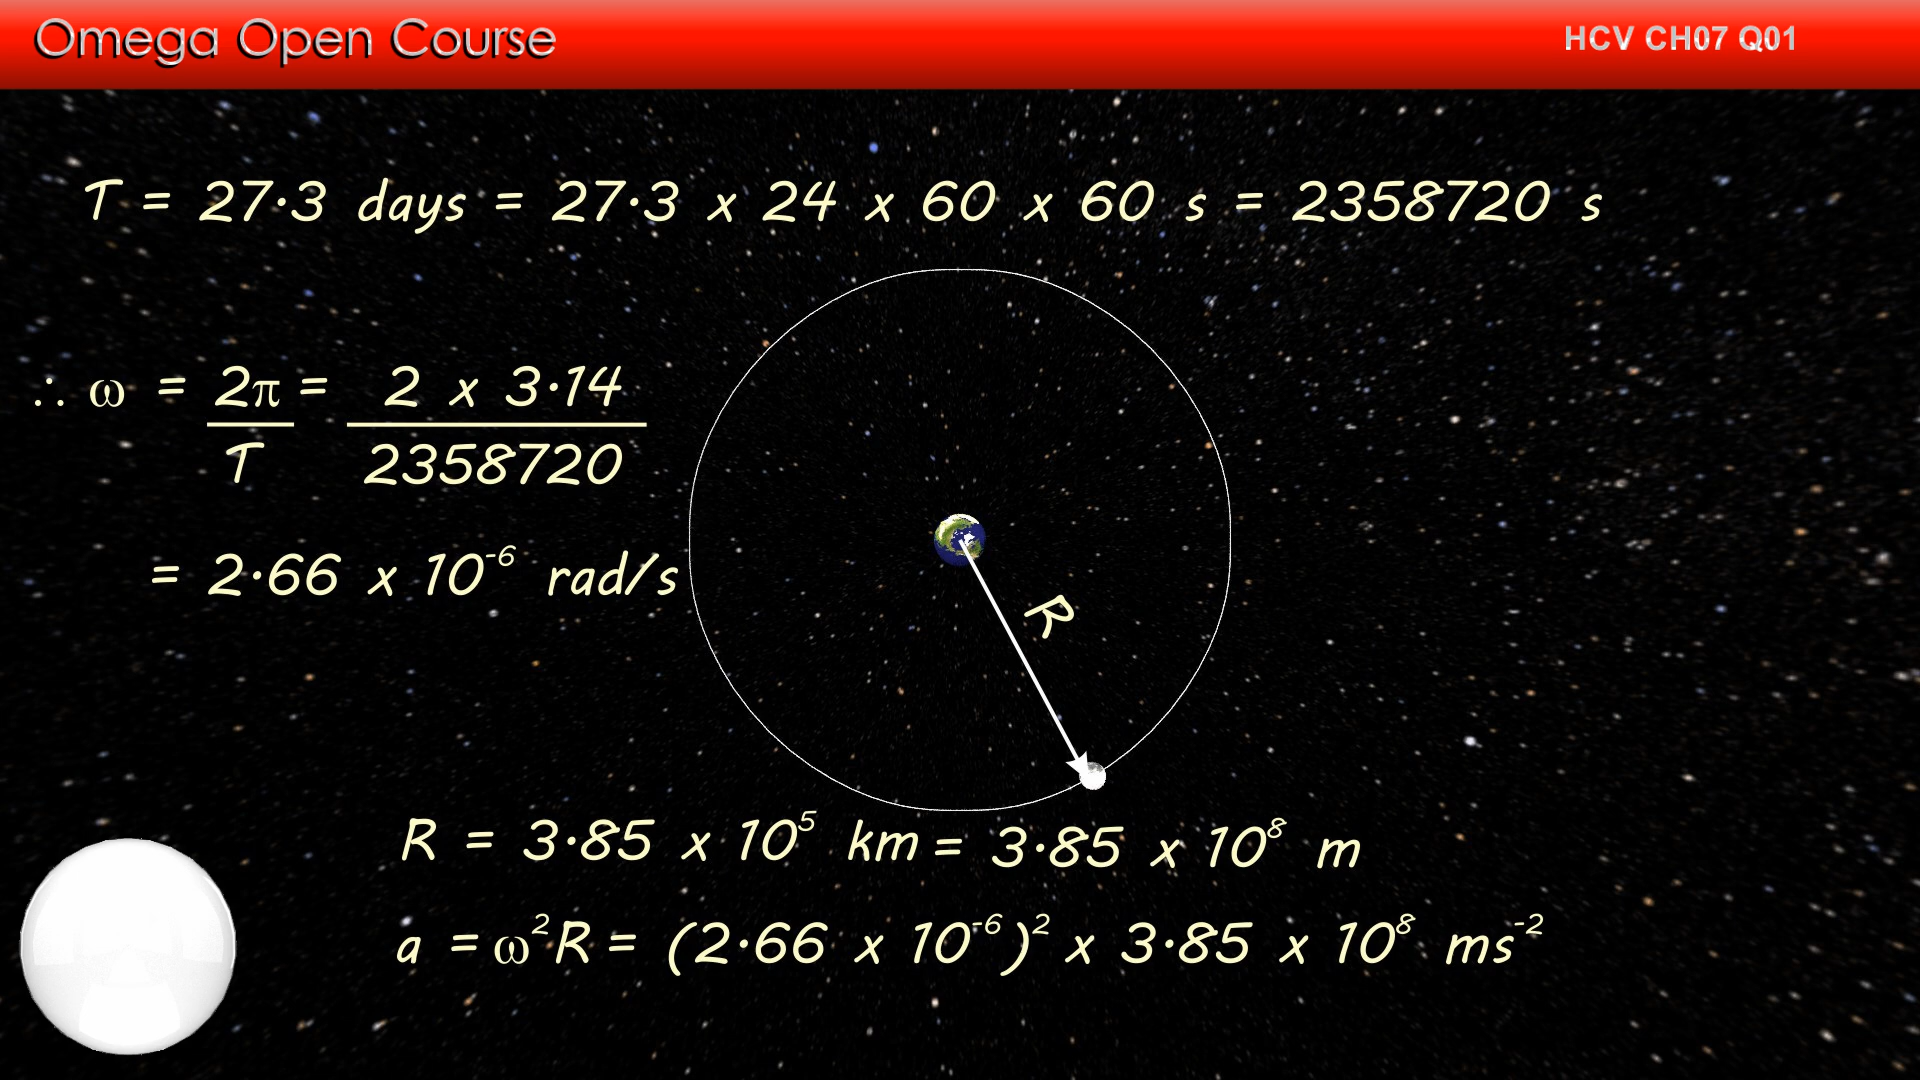 Omega Open Course
HCV CH07 Q01
T = 27·3 days = 27·3 x 24 x 60 x 60 s = 2358720 s
∴ ω = 2π = 2 x 3·14
T 2358720
= 2·66 x 10⁻⁶ rad/s
R
R = 3·85 x 10⁵ km = 3·85 x 10⁸ m
a = ω²R = (2·66 x 10⁻⁶)² x 3·85 x 10⁸ ms⁻²